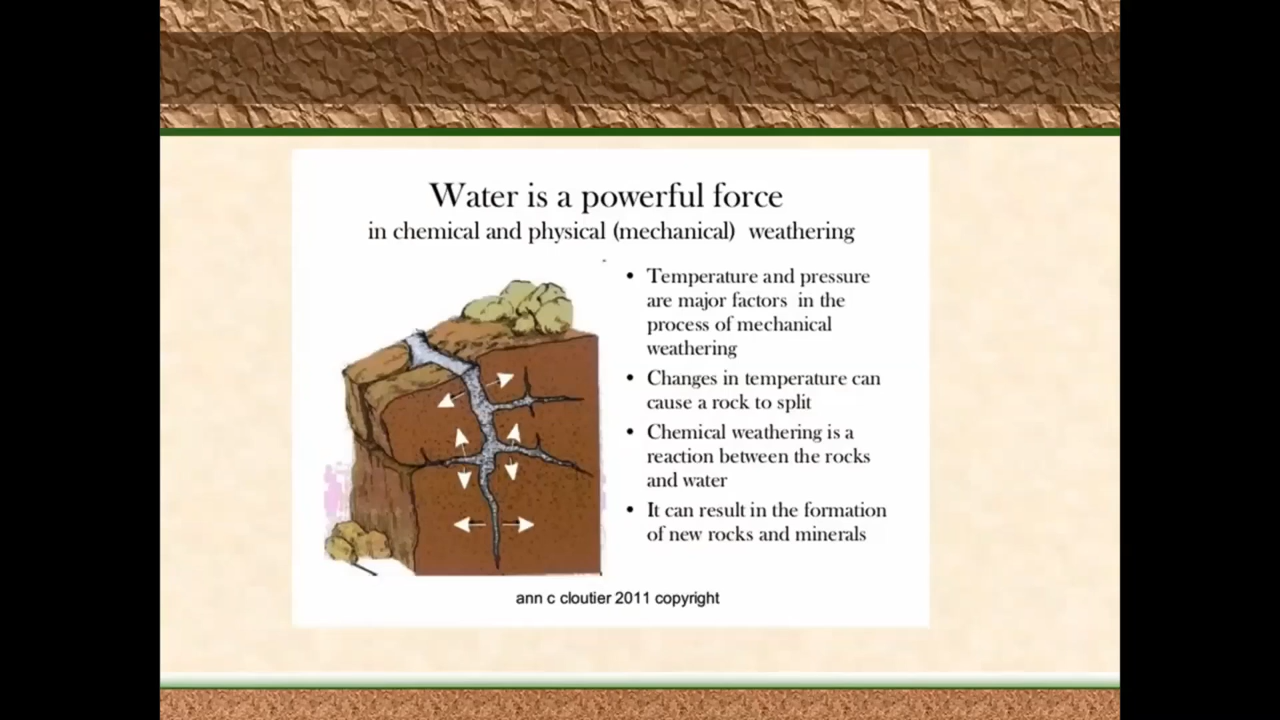 Water is a powerful force
in chemical and physical (mechanical) weathering
• Temperature and pressure
are major factors in the
process of mechanical
weathering
• Changes in temperature can
cause a rock to split
• Chemical weathering is a
reaction between the rocks
and water
• It can result in the formation
of new rocks and minerals
ann c cloutier 2011 copyright